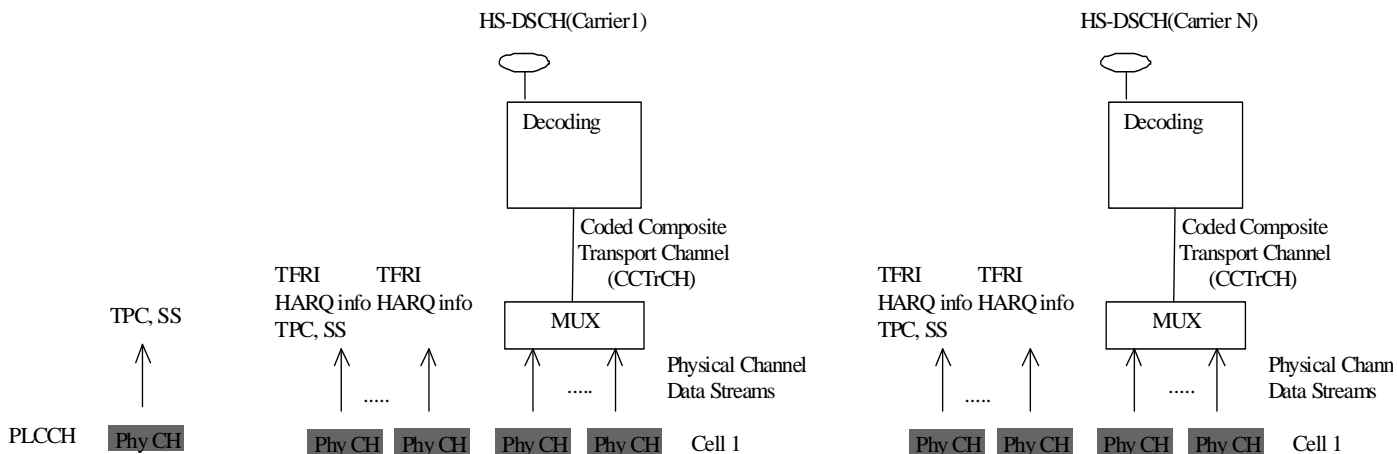 HS-DSCH(Carrier1)
HS-DSCH(Carrier N)
Decoding
Decoding
Coded Composite
Transport Channel
(CCTrCH)
Coded Composite
Transport Channel
(CCTrCH)
TFRI
HARQ info
TPC, SS
TFRI
HARQ info
TFRI
HARQ info
TPC, SS
TFRI
HARQ info
TPC, SS
MUX
MUX
Physical Channel
Data Streams
Physical Chann
Data Streams
.....
.....
.....
.....
PLCCH
Phy CH
Phy CH
Phy CH
Phy CH
Phy CH
Cell 1
Phy CH
Phy CH
Phy CH
Phy CH
Cell 1